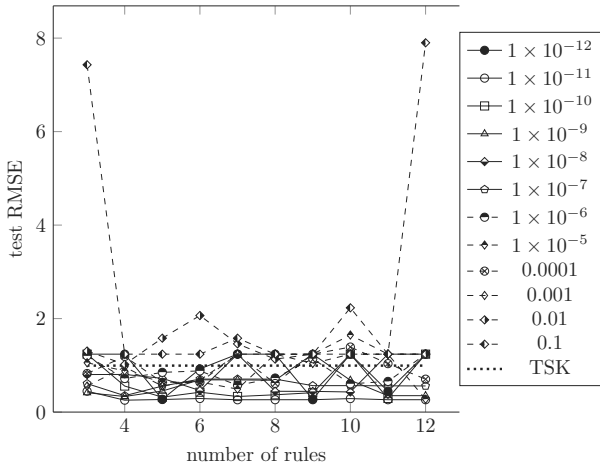 8
6
4
2
0
4
6
8
10
12
test RMSE
number of rules
1 × 10⁻¹²
1 × 10⁻¹¹
1 × 10⁻¹⁰
1 × 10⁻⁹
1 × 10⁻⁸
1 × 10⁻⁷
1 × 10⁻⁶
1 × 10⁻⁵
0.0001
0.001
0.01
0.1
TSK